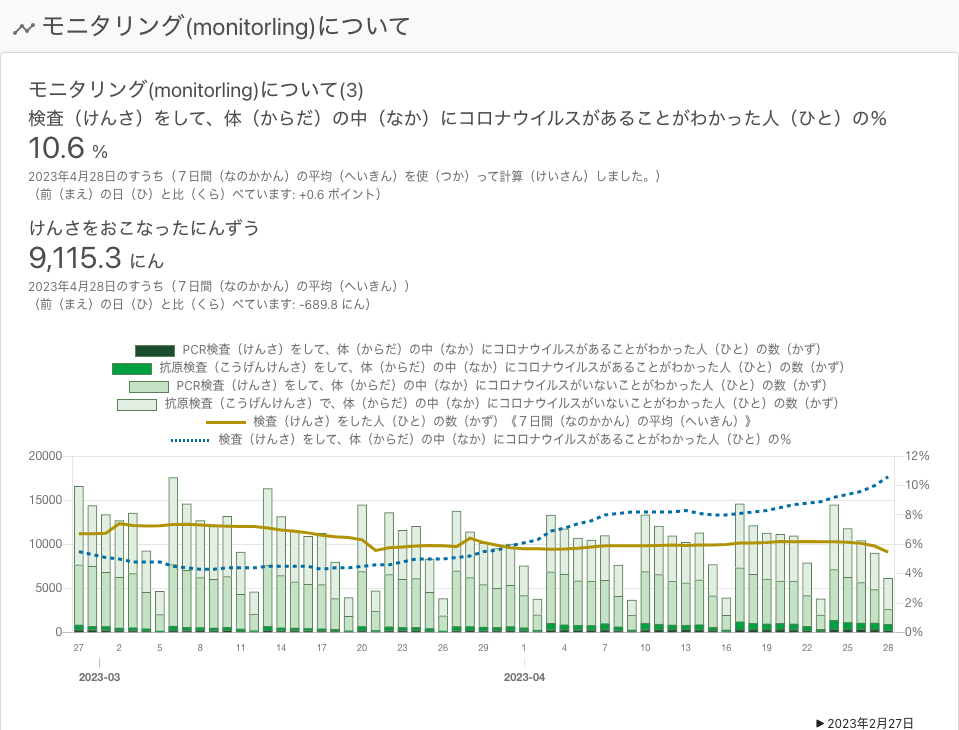 モニタリング(monitorling)について
モニタリング(monitorling)について(3)
検査（けんさ）をして、体（からだ）の中（なか）にコロナウイルスがあることがわかった人（ひと）の%
10.6 %
2023年4月28日のすうち（７日間（なのかかん）の平均（へいきん）を使（つか）って計算（けいさん）しました。）
（前（まえ）の日（ひ）と比（くら）べています: +0.6 ポイント）
けんさをおこなったにんずう
9,115.3 にん
2023年4月28日のすうち（７日間（なのかかん）の平均（へいきん））
（前（まえ）の日（ひ）と比（くら）べています: -689.8 にん）
PCR検査（けんさ）をして、体（からだ）の中（なか）にコロナウイルスがあることがわかった人（ひと）の数（かず）
抗原検査（こうげんけんさ）をして、体（からだ）の中（なか）にコロナウイルスがあることがわかった人（ひと）の数（かず）
PCR検査（けんさ）をして、体（からだ）の中（なか）にコロナウイルスがいないことがわかった人（ひと）の数（かず）
抗原検査（こうげんけんさ）で、体（からだ）の中（なか）にコロナウイルスがいないことがわかった人（ひと）の数（かず）
検査（けんさ）をした人（ひと）の数（かず）《７日間（なのかかん）の平均（へいきん）》
検査（けんさ）をして、体（からだ）の中（なか）にコロナウイルスがあることがわかった人（ひと）の%
20000 12%
10%
15000 8%
10000 6%
4%
5000 2%
0 0%
27 2 5 8 11 14 17 20 23 26 29 1 4 7 10 13 16 19 22 25 28
2023-03 2023-04
▶2023年2月27日